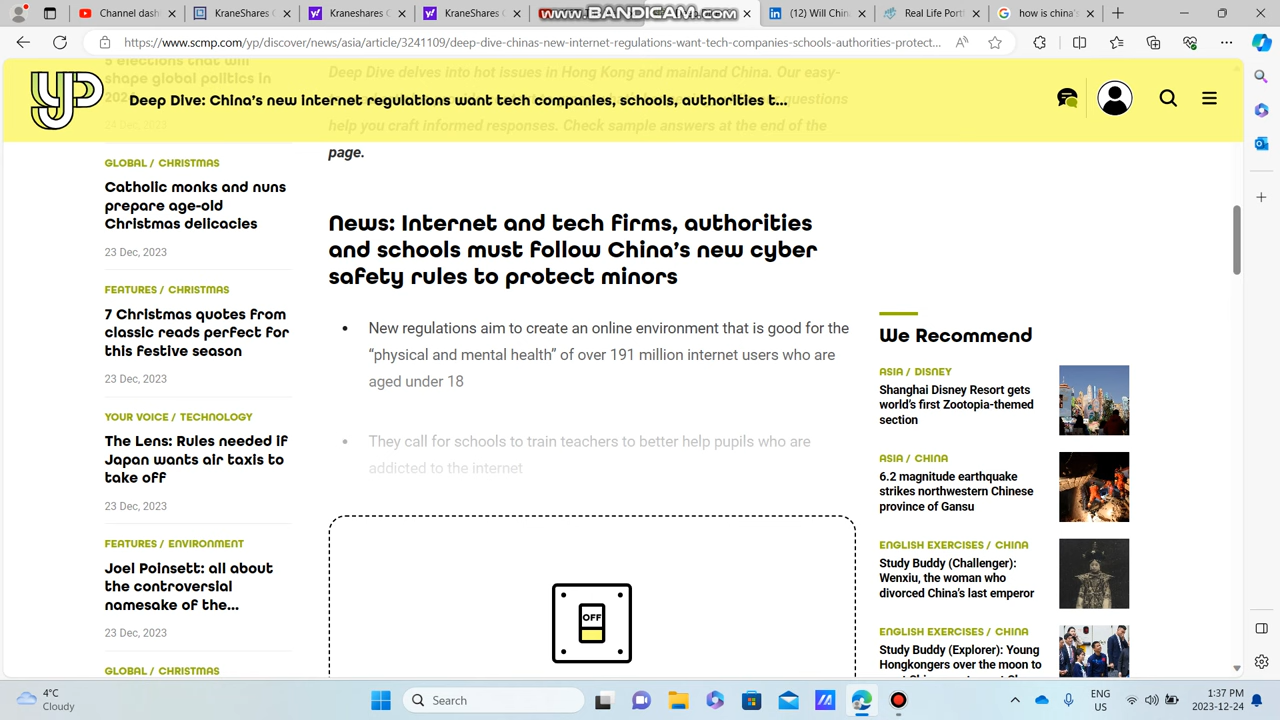 Channel das
Kraneshares C
KraneShares C
www.BANDICAM.com
(12) Will Chin
Real Life Port
how is china's
https://www.scmp.com/yp/discover/news/asia/article/3241109/deep-dive-chinas-new-internet-regulations-want-tech-companies-schools-authorities-protect...
YP
Deep Dive: China's new internet regulations want tech companies, schools, authorities t...
5 elections that will
shape global politics in
Deep Dive delves into hot issues in Hong Kong and mainland China. Our easy-
questions
help you craft informed responses. Check sample answers at the end of the
page.
GLOBAL / CHRISTMAS
Catholic monks and nuns
prepare age-old
Christmas delicacies
23 Dec, 2023
FEATURES / CHRISTMAS
7 Christmas quotes from
classic reads perfect for
this festive season
23 Dec, 2023
YOUR VOICE / TECHNOLOGY
The Lens: Rules needed if
Japan wants air taxis to
take off
23 Dec, 2023
FEATURES / ENVIRONMENT
Joel Poinsett: all about
the controversial
namesake of the...
23 Dec, 2023
GLOBAL / CHRISTMAS
News: Internet and tech firms, authorities
and schools must follow China's new cyber
safety rules to protect minors
• New regulations aim to create an online environment that is good for the
“physical and mental health” of over 191 million internet users who are
aged under 18
• They call for schools to train teachers to better help pupils who are
addicted to the internet
OFF
We Recommend
ASIA / DISNEY
Shanghai Disney Resort gets
world's first Zootopia-themed
section
ASIA / CHINA
6.2 magnitude earthquake
strikes northwestern Chinese
province of Gansu
ENGLISH EXERCISES / CHINA
Study Buddy (Challenger):
Wenxiu, the woman who
divorced China's last emperor
ENGLISH EXERCISES / CHINA
Study Buddy (Explorer): Young
Hongkongers over the moon to
4°C
Cloudy
Search
ENG
US
1:37 PM
2023-12-24